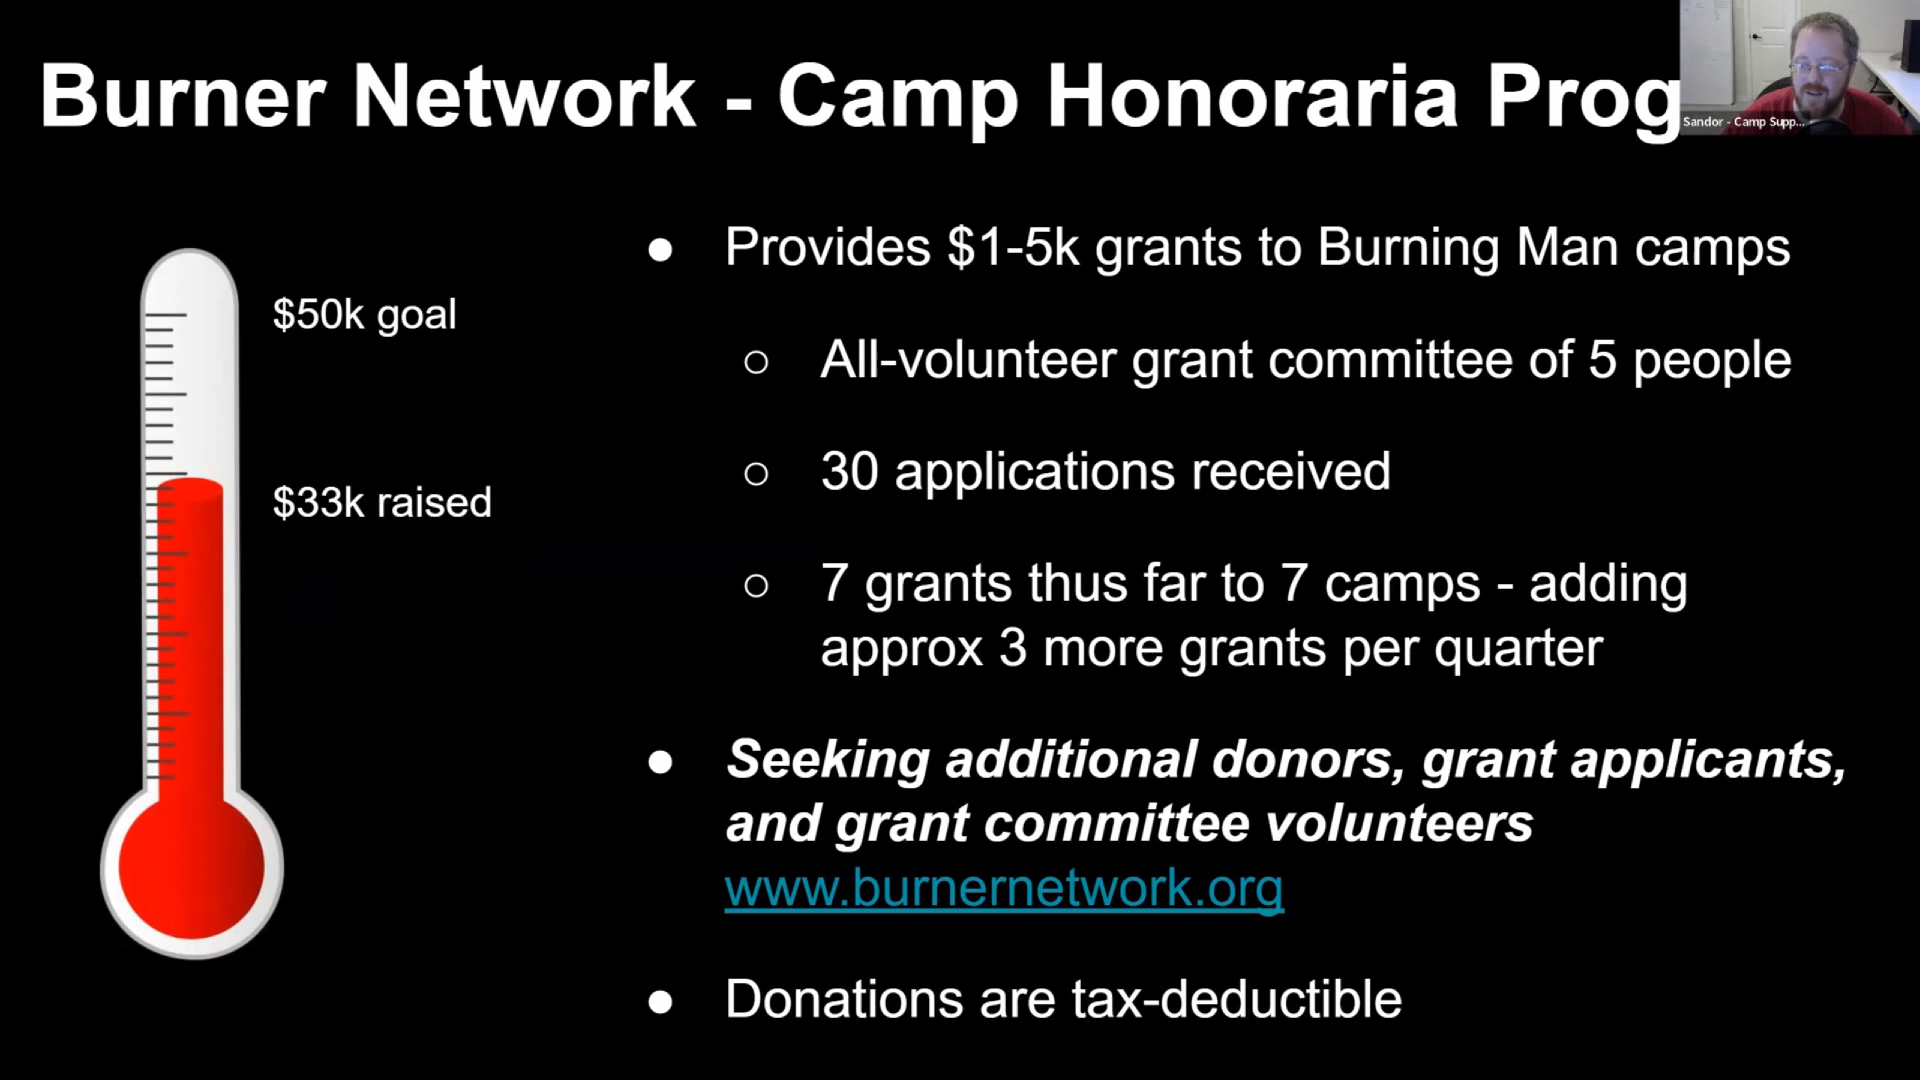 Burner Network - Camp Honoraria Prog
Sandor - Camp Supp...
$50k goal
$33k raised
● Provides $1-5k grants to Burning Man camps
○ All-volunteer grant committee of 5 people
○ 30 applications received
○ 7 grants thus far to 7 camps - adding
approx 3 more grants per quarter
● Seeking additional donors, grant applicants,
and grant committee volunteers
www.burnernetwork.org
● Donations are tax-deductible